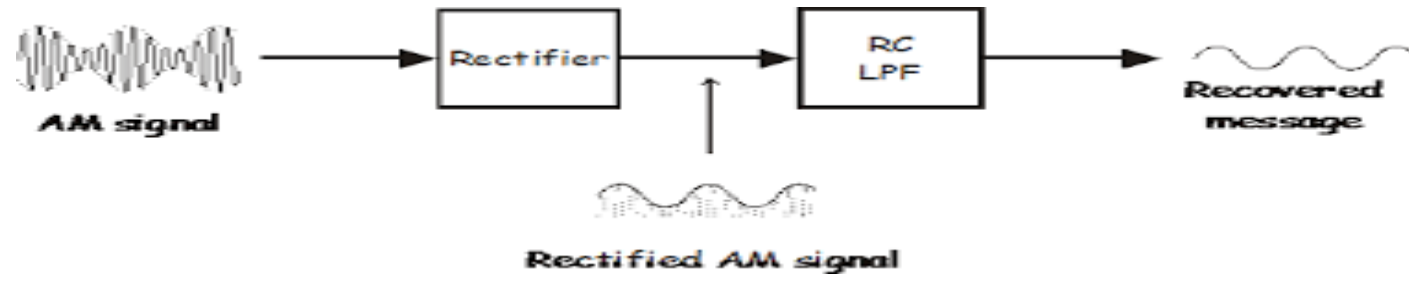 AM signal
Rectifier
RC
LPF
Recovered
message
Rectified AM signal